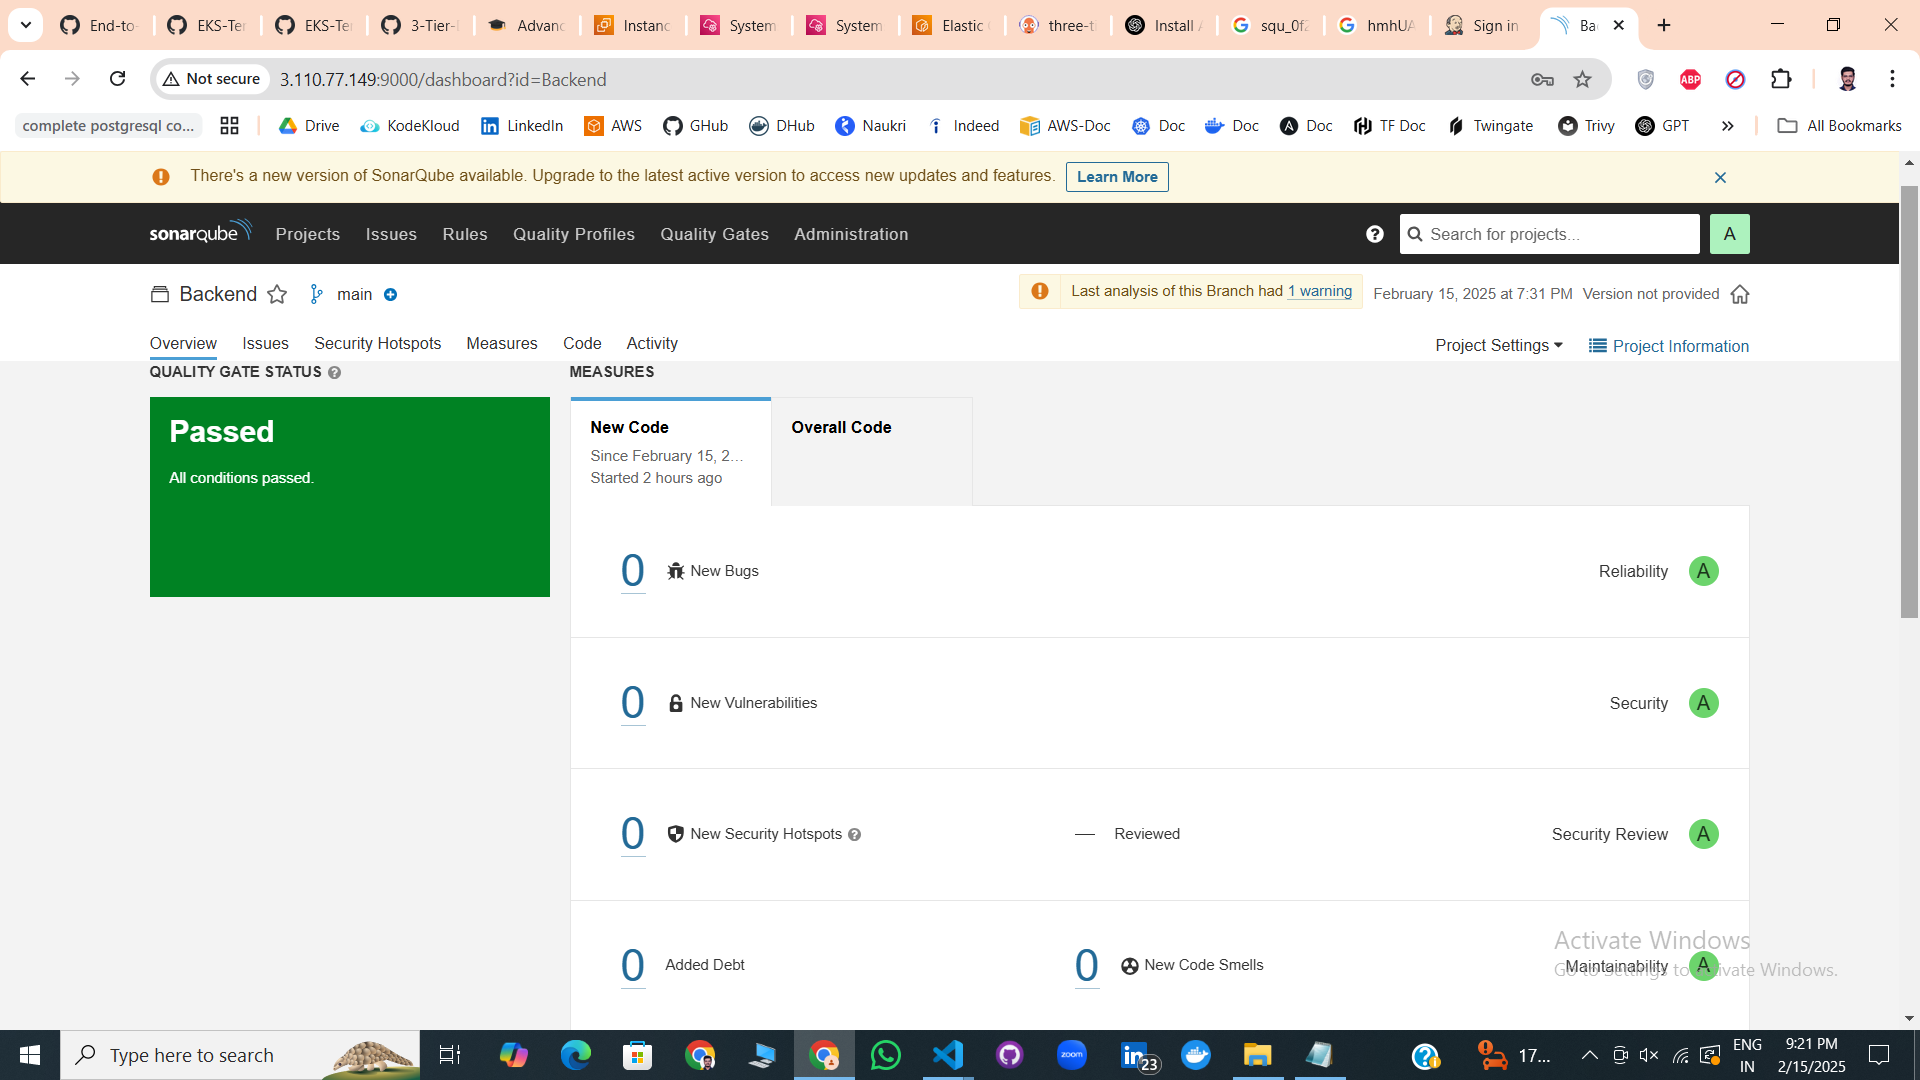 End-to-
EKS-Ter
EKS-Ter
3-Tier-
Advanc
Instanc
System
System
Elastic
three-ti
Install A
squ_0f2
hmhUA
Sign in
Ba
Not secure
3.110.77.149:9000/dashboard?id=Backend
ABP
complete postgresql co...
Drive
KodeKloud
LinkedIn
AWS
GHub
DHub
Naukri
Indeed
AWS-Doc
Doc
Doc
Doc
TF Doc
Twingate
Trivy
GPT
All Bookmarks
There's a new version of SonarQube available. Upgrade to the latest active version to access new updates and features.
Learn More
sonarqube
Projects
Issues
Rules
Quality Profiles
Quality Gates
Administration
Search for projects...
A
Backend
main
Last analysis of this Branch had 1 warning
February 15, 2025 at 7:31 PM
Version not provided
Overview
Issues
Security Hotspots
Measures
Code
Activity
Project Settings
Project Information
QUALITY GATE STATUS
MEASURES
Passed
All conditions passed.
New Code
Since February 15, 2...
Started 2 hours ago
Overall Code
0
New Bugs
Reliability
A
0
New Vulnerabilities
Security
A
0
New Security Hotspots
Reviewed
Security Review
A
0
Added Debt
0
New Code Smells
Maintainability
A
Activate Windows
Go to Settings to activate Windows.
Type here to search
zoom
23
17...
ENG
IN
9:21 PM
2/15/2025